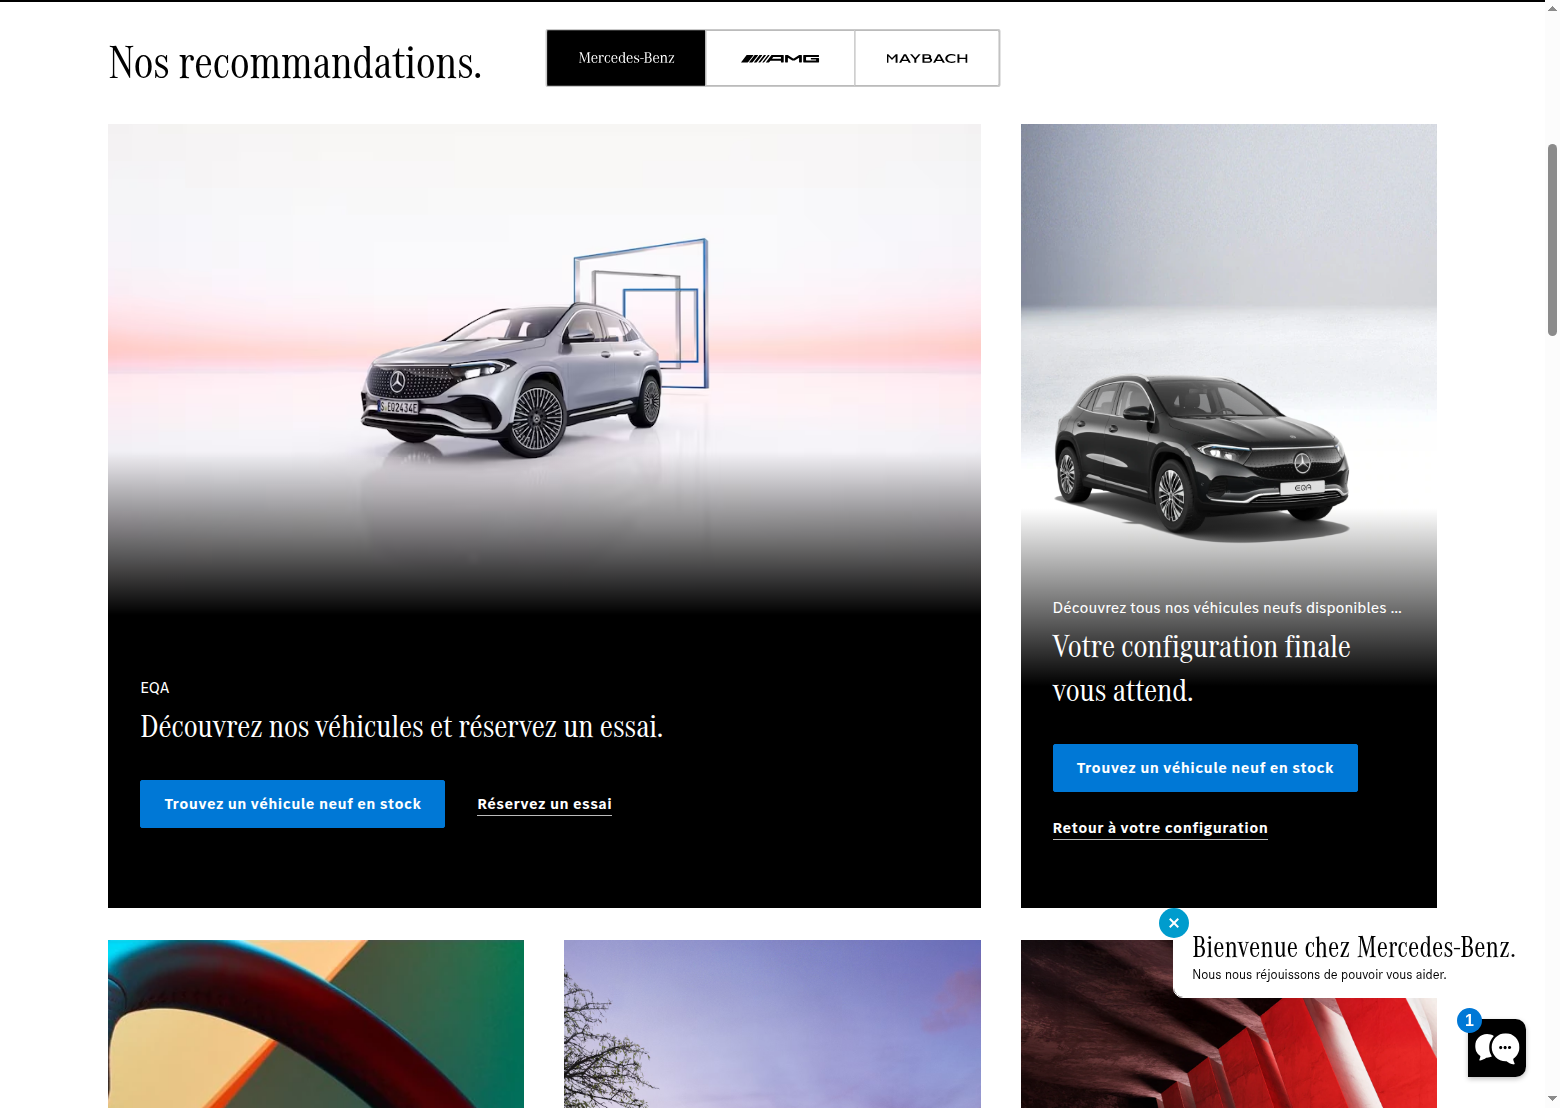 Nos recommandations.
Mercedes-Benz
AMG
MAYBACH
S·EQ2434E
EQA
Découvrez tous nos véhicules neufs disponibles ...
Votre configuration finale
vous attend.
EQA
Découvrez nos véhicules et réservez un essai.
Trouvez un véhicule neuf en stock
Réservez un essai
Trouvez un véhicule neuf en stock
Retour à votre configuration
Bienvenue chez Mercedes-Benz.
Nous nous réjouissons de pouvoir vous aider.
1